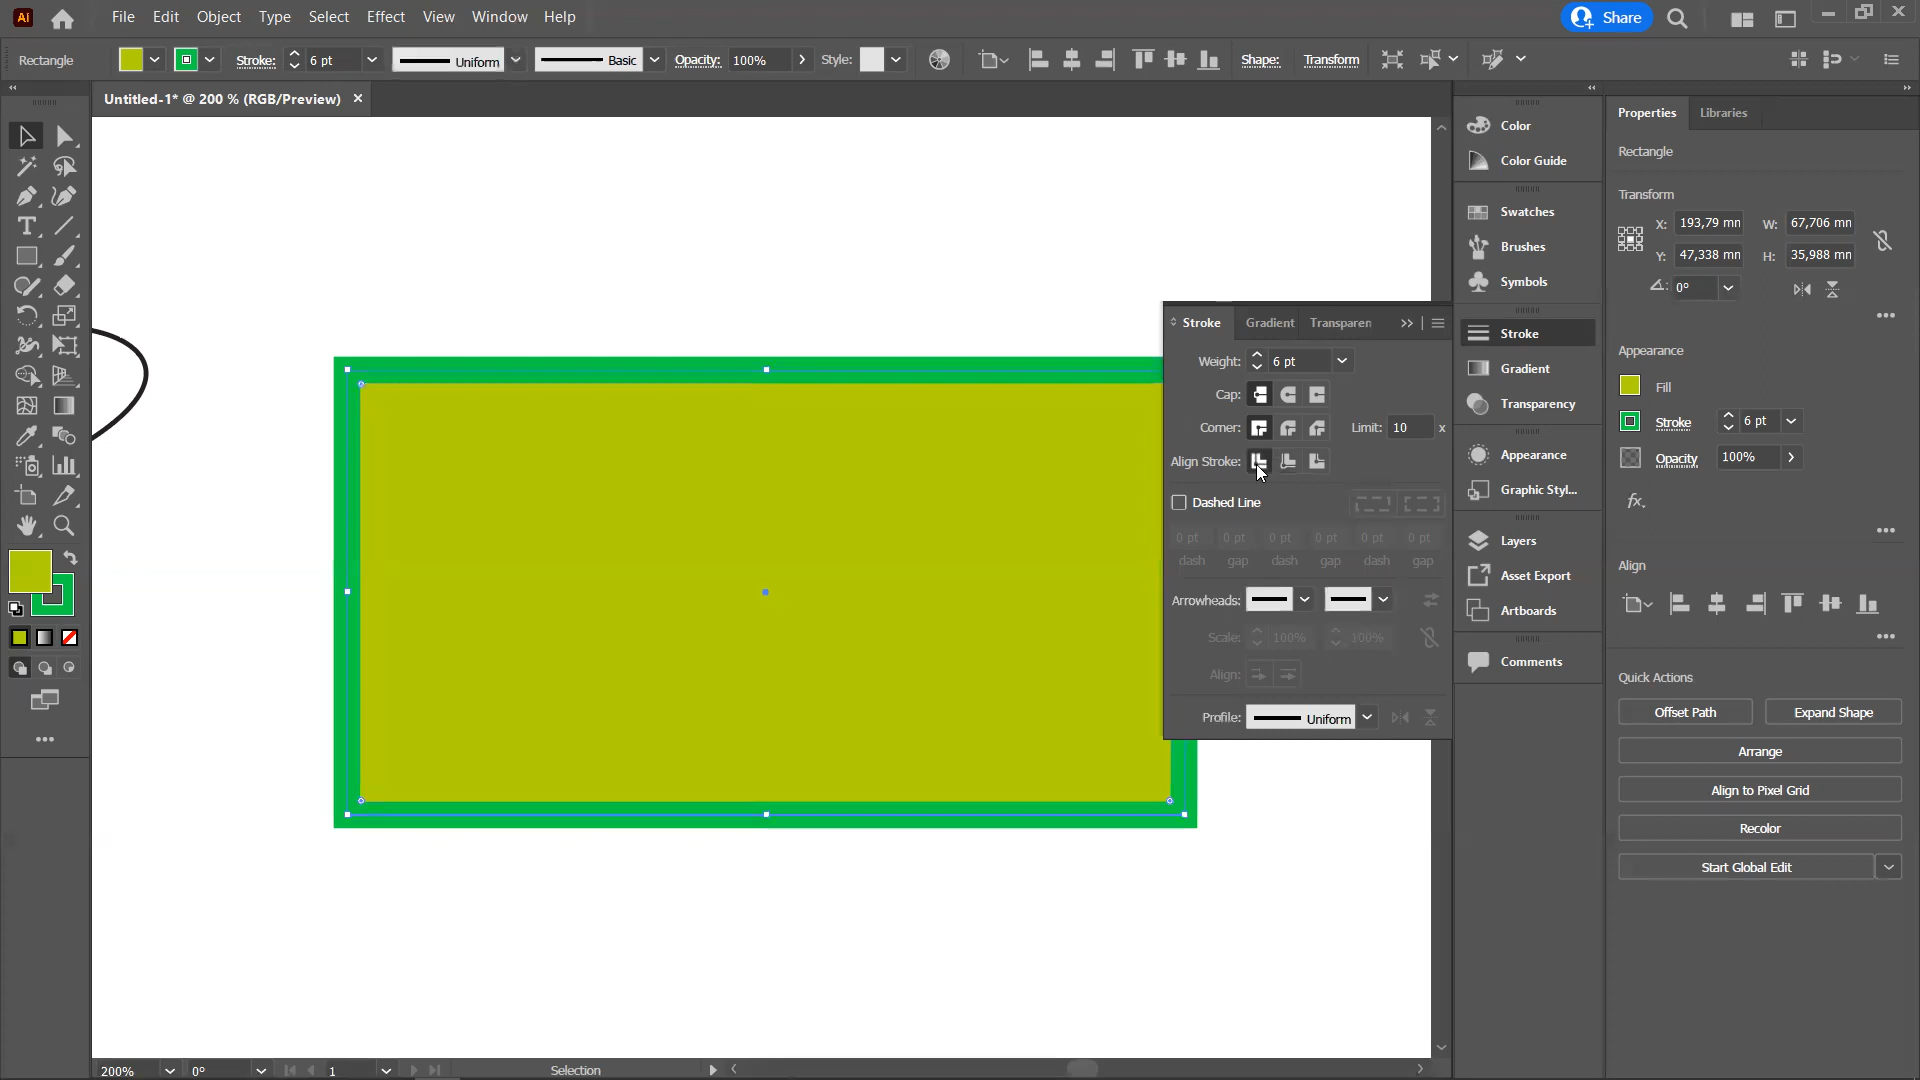 Ai File Edit Object Type Select Effect View Window Help Share
Rectangle Stroke: 6 pt Uniform Basic Opacity: 100% Style: Shape: Transform
Untitled-1* @ 200 % (RGB/Preview)
Color
Color Guide
Swatches
Brushes
Symbols
Stroke
Gradient
Transparency
Appearance
Graphic Styl...
Layers
Asset Export
Artboards
Comments
Stroke Gradient Transparen
Weight: 6 pt
Cap:
Corner: Limit: 10 x
Align Stroke:
Dashed Line
0 pt 0 pt 0 pt 0 pt 0 pt 0 pt
dash gap dash gap dash gap
Arrowheads:
Scale: 100% 100%
Align:
Profile: Uniform
Properties Libraries
Rectangle
Transform
X: 193,79 mn W: 67,706 mn
Y: 47,338 mn H: 35,988 mn
0°
Appearance
Fill
Stroke 6 pt
Opacity 100%
fx.
Align
Quick Actions
Offset Path Expand Shape
Arrange
Align to Pixel Grid
Recolor
Start Global Edit
200% 0° 1 Selection